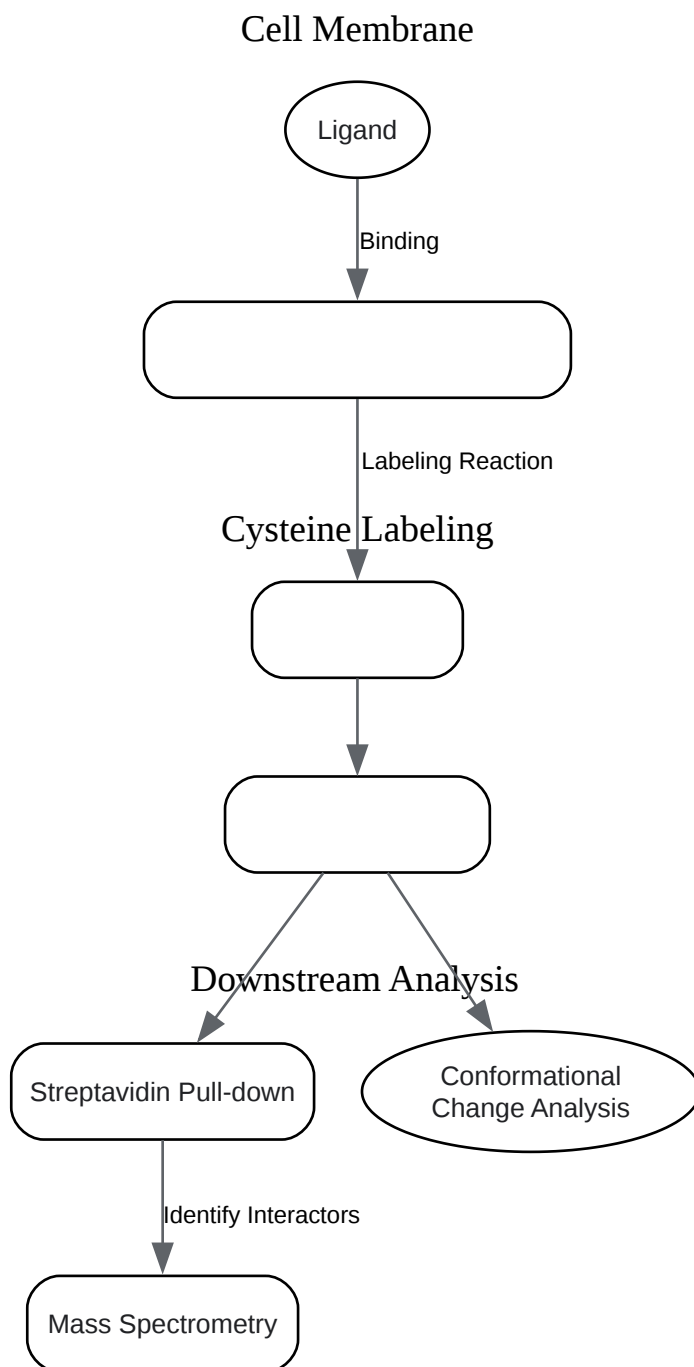 Cell Membrane
Ligand
Binding
Labeling Reaction
Cysteine Labeling
Downstream Analysis
Streptavidin Pull-down
Conformational
Change Analysis
Identify Interactors
Mass Spectrometry